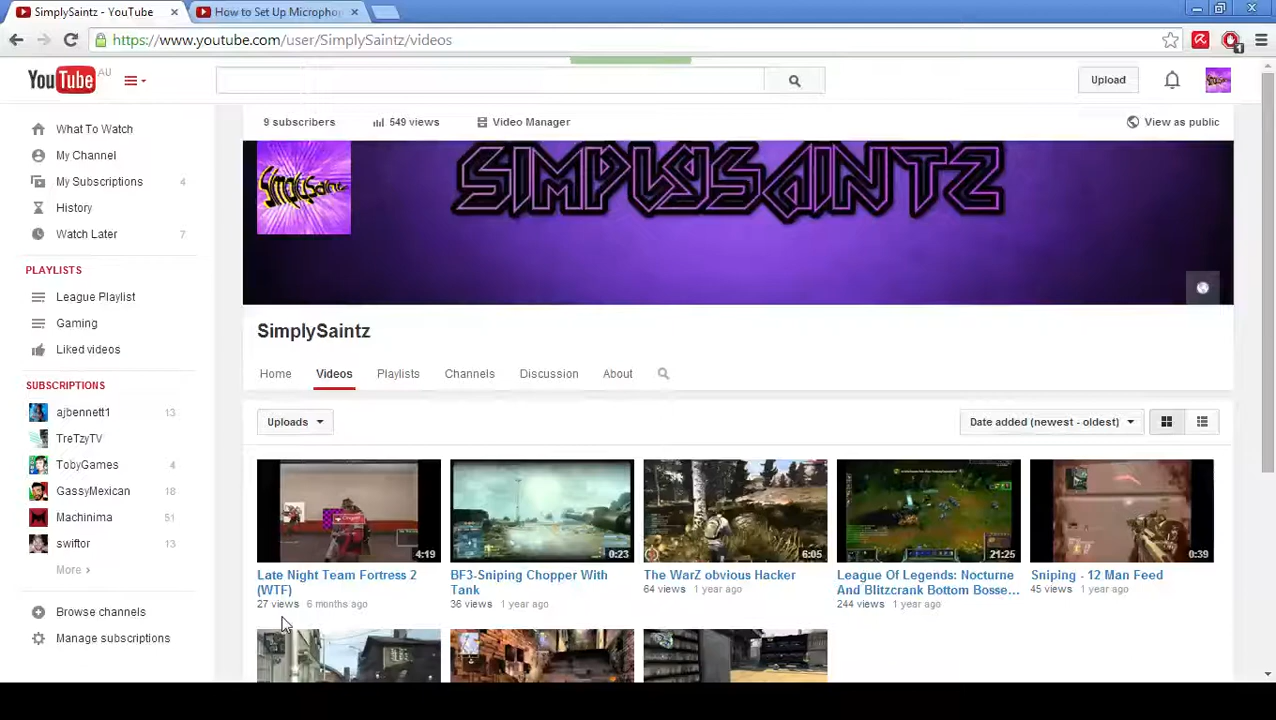 SimplySaintz - YouTube
How to Set Up Microphon
https://www.youtube.com/user/SimplySaintz/videos
1
YouTube AU
Upload
What To Watch
My Channel
My Subscriptions 4
History
Watch Later 7
PLAYLISTS
League Playlist
Gaming
Liked videos
SUBSCRIPTIONS
ajbennett1 13
TreTzyTV
TobyGames 4
GassyMexican 18
Machinima 51
swiftor 13
More ›
Browse channels
Manage subscriptions
9 subscribers 549 views Video Manager View as public
SIMPLYSAINTZ
SimplySaintz
Home Videos Playlists Channels Discussion About
Uploads Date added (newest - oldest)
4:19 0:23 6:05 21:25 0:39
Late Night Team Fortress 2
(WTF)
27 views 6 months ago
BF3-Sniping Chopper With
Tank
36 views 1 year ago
The WarZ obvious Hacker
64 views 1 year ago
League Of Legends: Nocturne
And Blitzcrank Bottom Bosse...
244 views 1 year ago
Sniping - 12 Man Feed
45 views 1 year ago